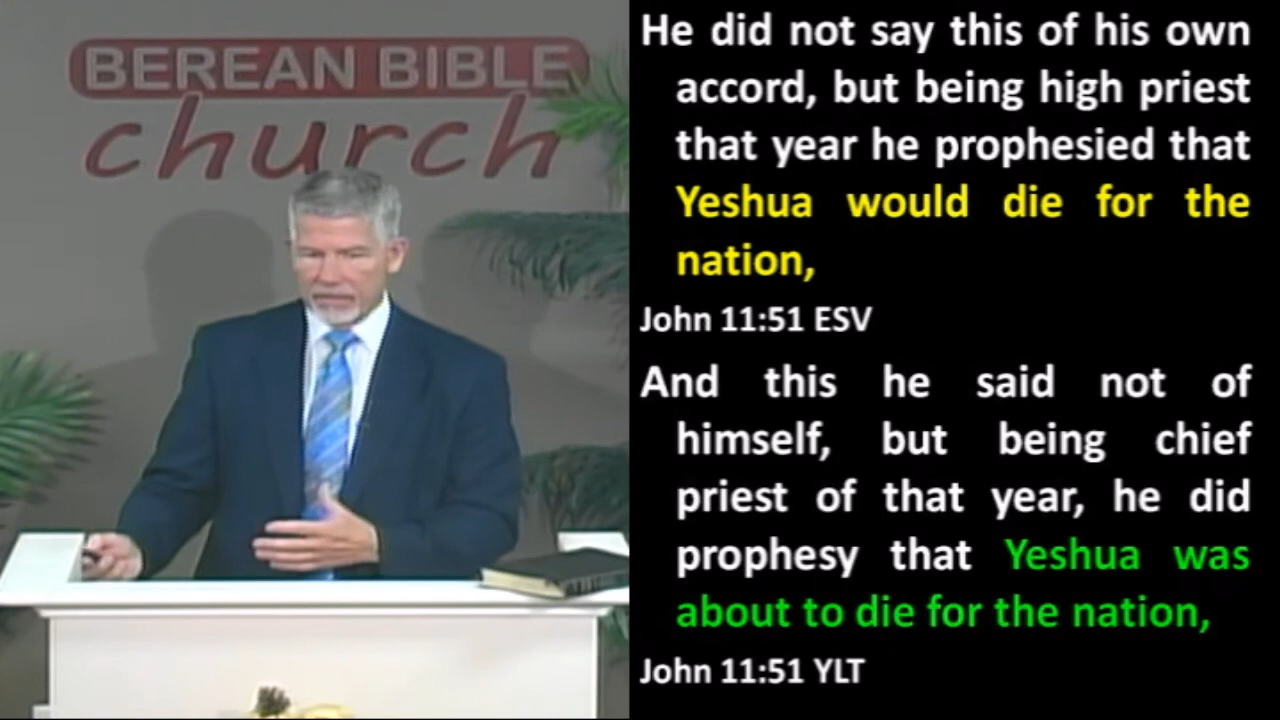 BEREAN BIBLE
church
He did not say this of his own
accord, but being high priest
that year he prophesied that
Yeshua would die for the
nation,
John 11:51 ESV
And this he said not of
himself, but being chief
priest of that year, he did
prophesy that Yeshua was
about to die for the nation,
John 11:51 YLT